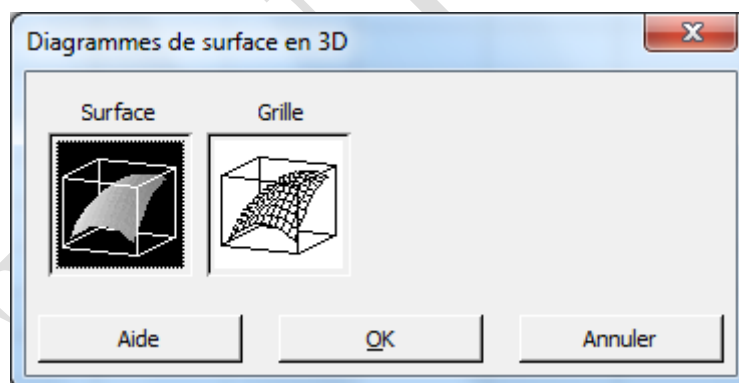 Diagrammes de surface en 3D
Surface Grille
Aide OK Annuler